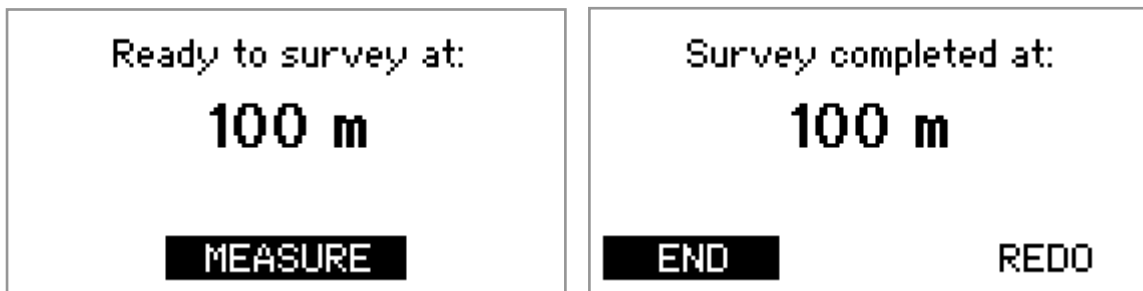 Ready to survey at:
100 m
MEASURE
Survey completed at:
100 m
END REDO